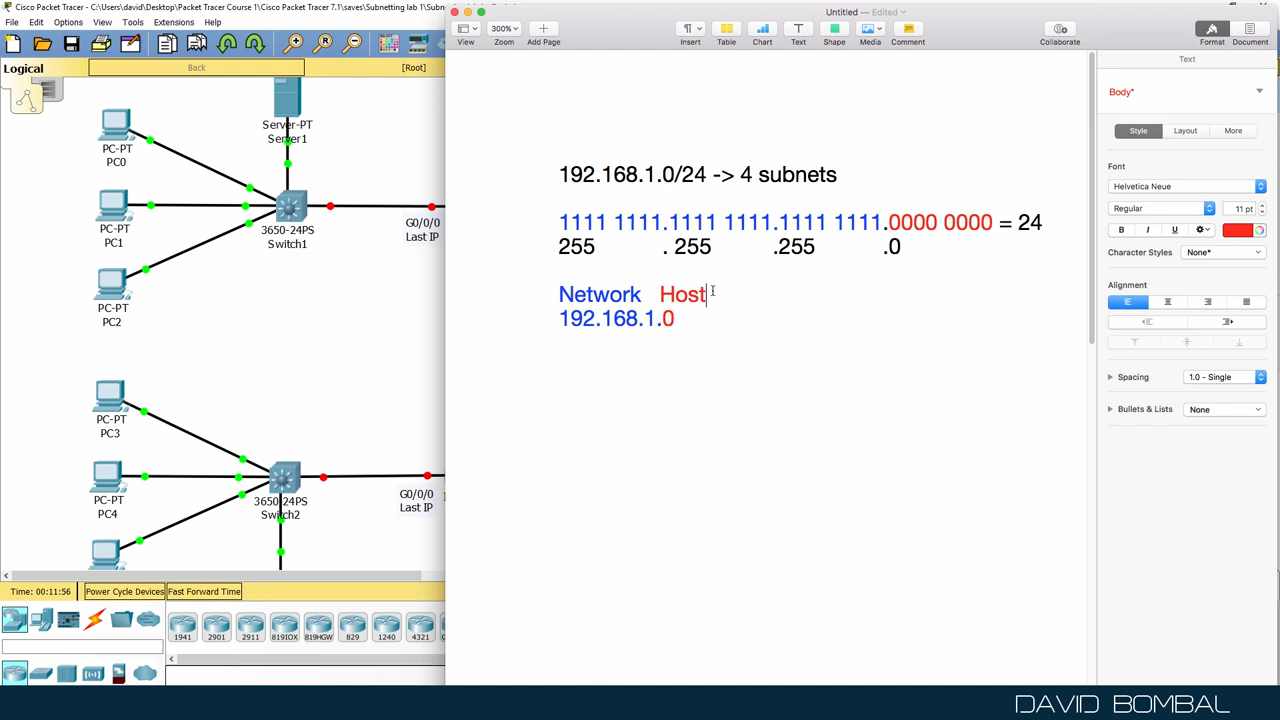 Cisco Packet Tracer - C:\Users\david\Desktop\Packet Tracer Course 1\Cisco Packet Tracer 7.1\saves\Subnetting lab 1\Subn
File Edit Options View Tools Extensions Help
Logical Back [Root]
Server-PT
Server1
PC-PT
PC0
PC-PT
PC1
3650-24PS
Switch1
G0/0/0
Last IP
PC-PT
PC2
PC-PT
PC3
PC-PT
PC4
3650-24PS
Switch2
G0/0/0
Last IP
Time: 00:11:56 Power Cycle Devices Fast Forward Time
1941 2901 2911 819IOX 819HGW 829 1240 4321
Untitled — Edited
300%
View Zoom Add Page Insert Table Chart Text Shape Media Comment Collaborate Format Document
192.168.1.0/24 -> 4 subnets
1111 1111.1111 1111.1111 1111.0000 0000 = 24
255 . 255 .255 .0
Network Host
192.168.1.0
Text
Body*
Style Layout More
Font
Helvetica Neue
Regular 11 pt
B I U
Character Styles None*
Alignment
Spacing 1.0 - Single
Bullets & Lists None
DAVID BOMBAL